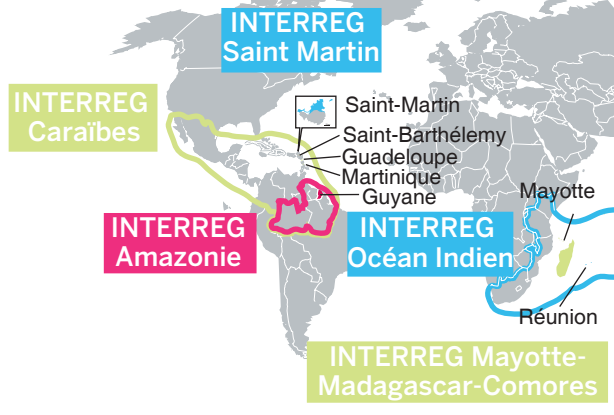 INTERREG
Saint Martin
INTERREG
Caraïbes
Saint-Martin
Saint-Barthélemy
Guadeloupe
Martinique
Guyane
Mayotte
INTERREG
Amazonie
INTERREG
Océan Indien
Réunion
INTERREG Mayotte-
Madagascar-Comores